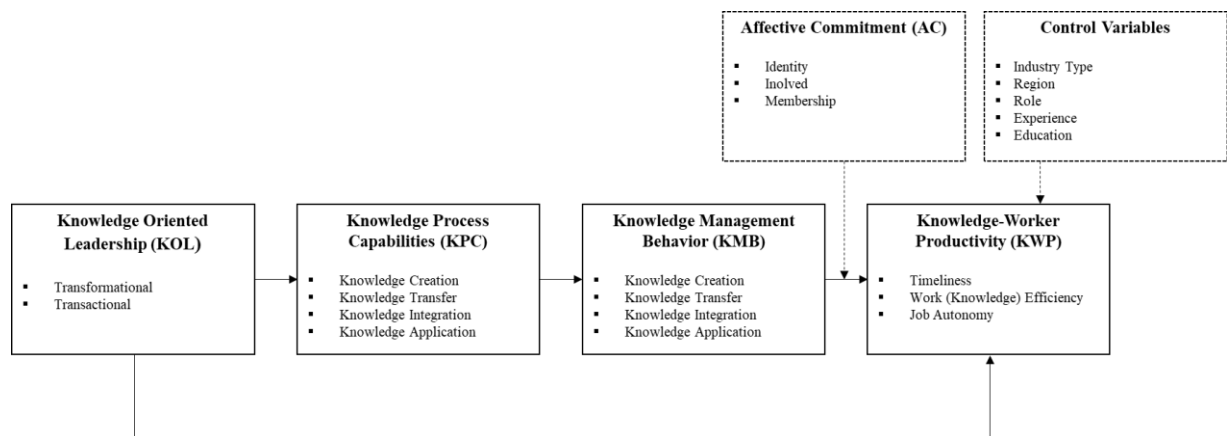 Affective Commitment (AC)
Identity
Inolved
Membership
Control Variables
Industry Type
Region
Role
Experience
Education
Knowledge Oriented
Leadership (KOL)
Transformational
Transactional
Knowledge Process
Capabilities (KPC)
Knowledge Creation
Knowledge Transfer
Knowledge Integration
Knowledge Application
Knowledge Management
Behavior (KMB)
Knowledge Creation
Knowledge Transfer
Knowledge Integration
Knowledge Application
Knowledge-Worker
Productivity (KWP)
Timeliness
Work (Knowledge) Efficiency
Job Autonomy